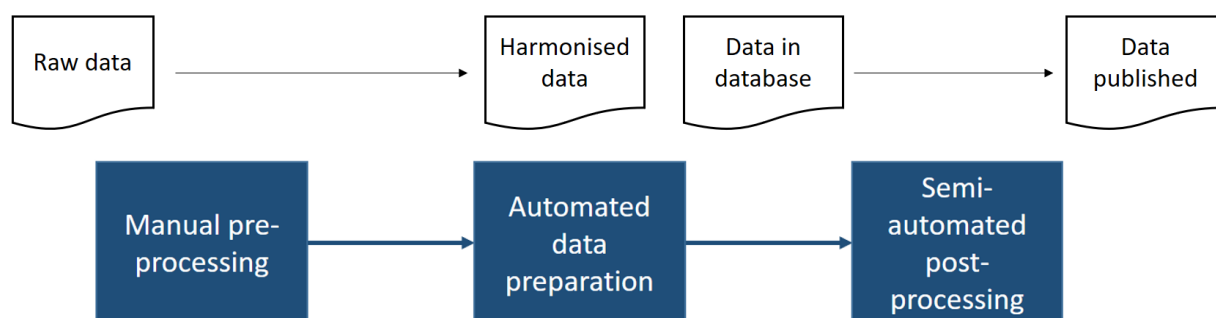 Raw data
Harmonised
data
Data in
database
Data
published
Manual pre-
processing
Automated
data
preparation
Semi-
automated
post-
processing